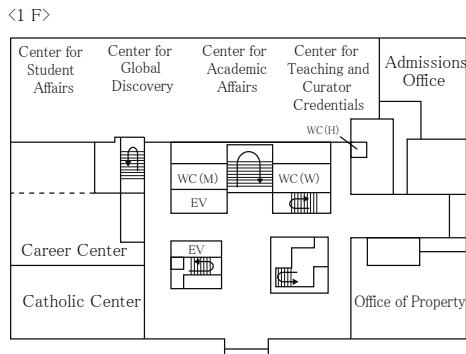 <1 F>
Center for
Student
Affairs
Center for
Global
Discovery
Center for
Academic
Affairs
Center for
Teaching and
Curator
Credentials
Admissions
Office
WC(H)
WC(M)
WC(W)
EV
EV
Career Center
Catholic Center
Office of Property